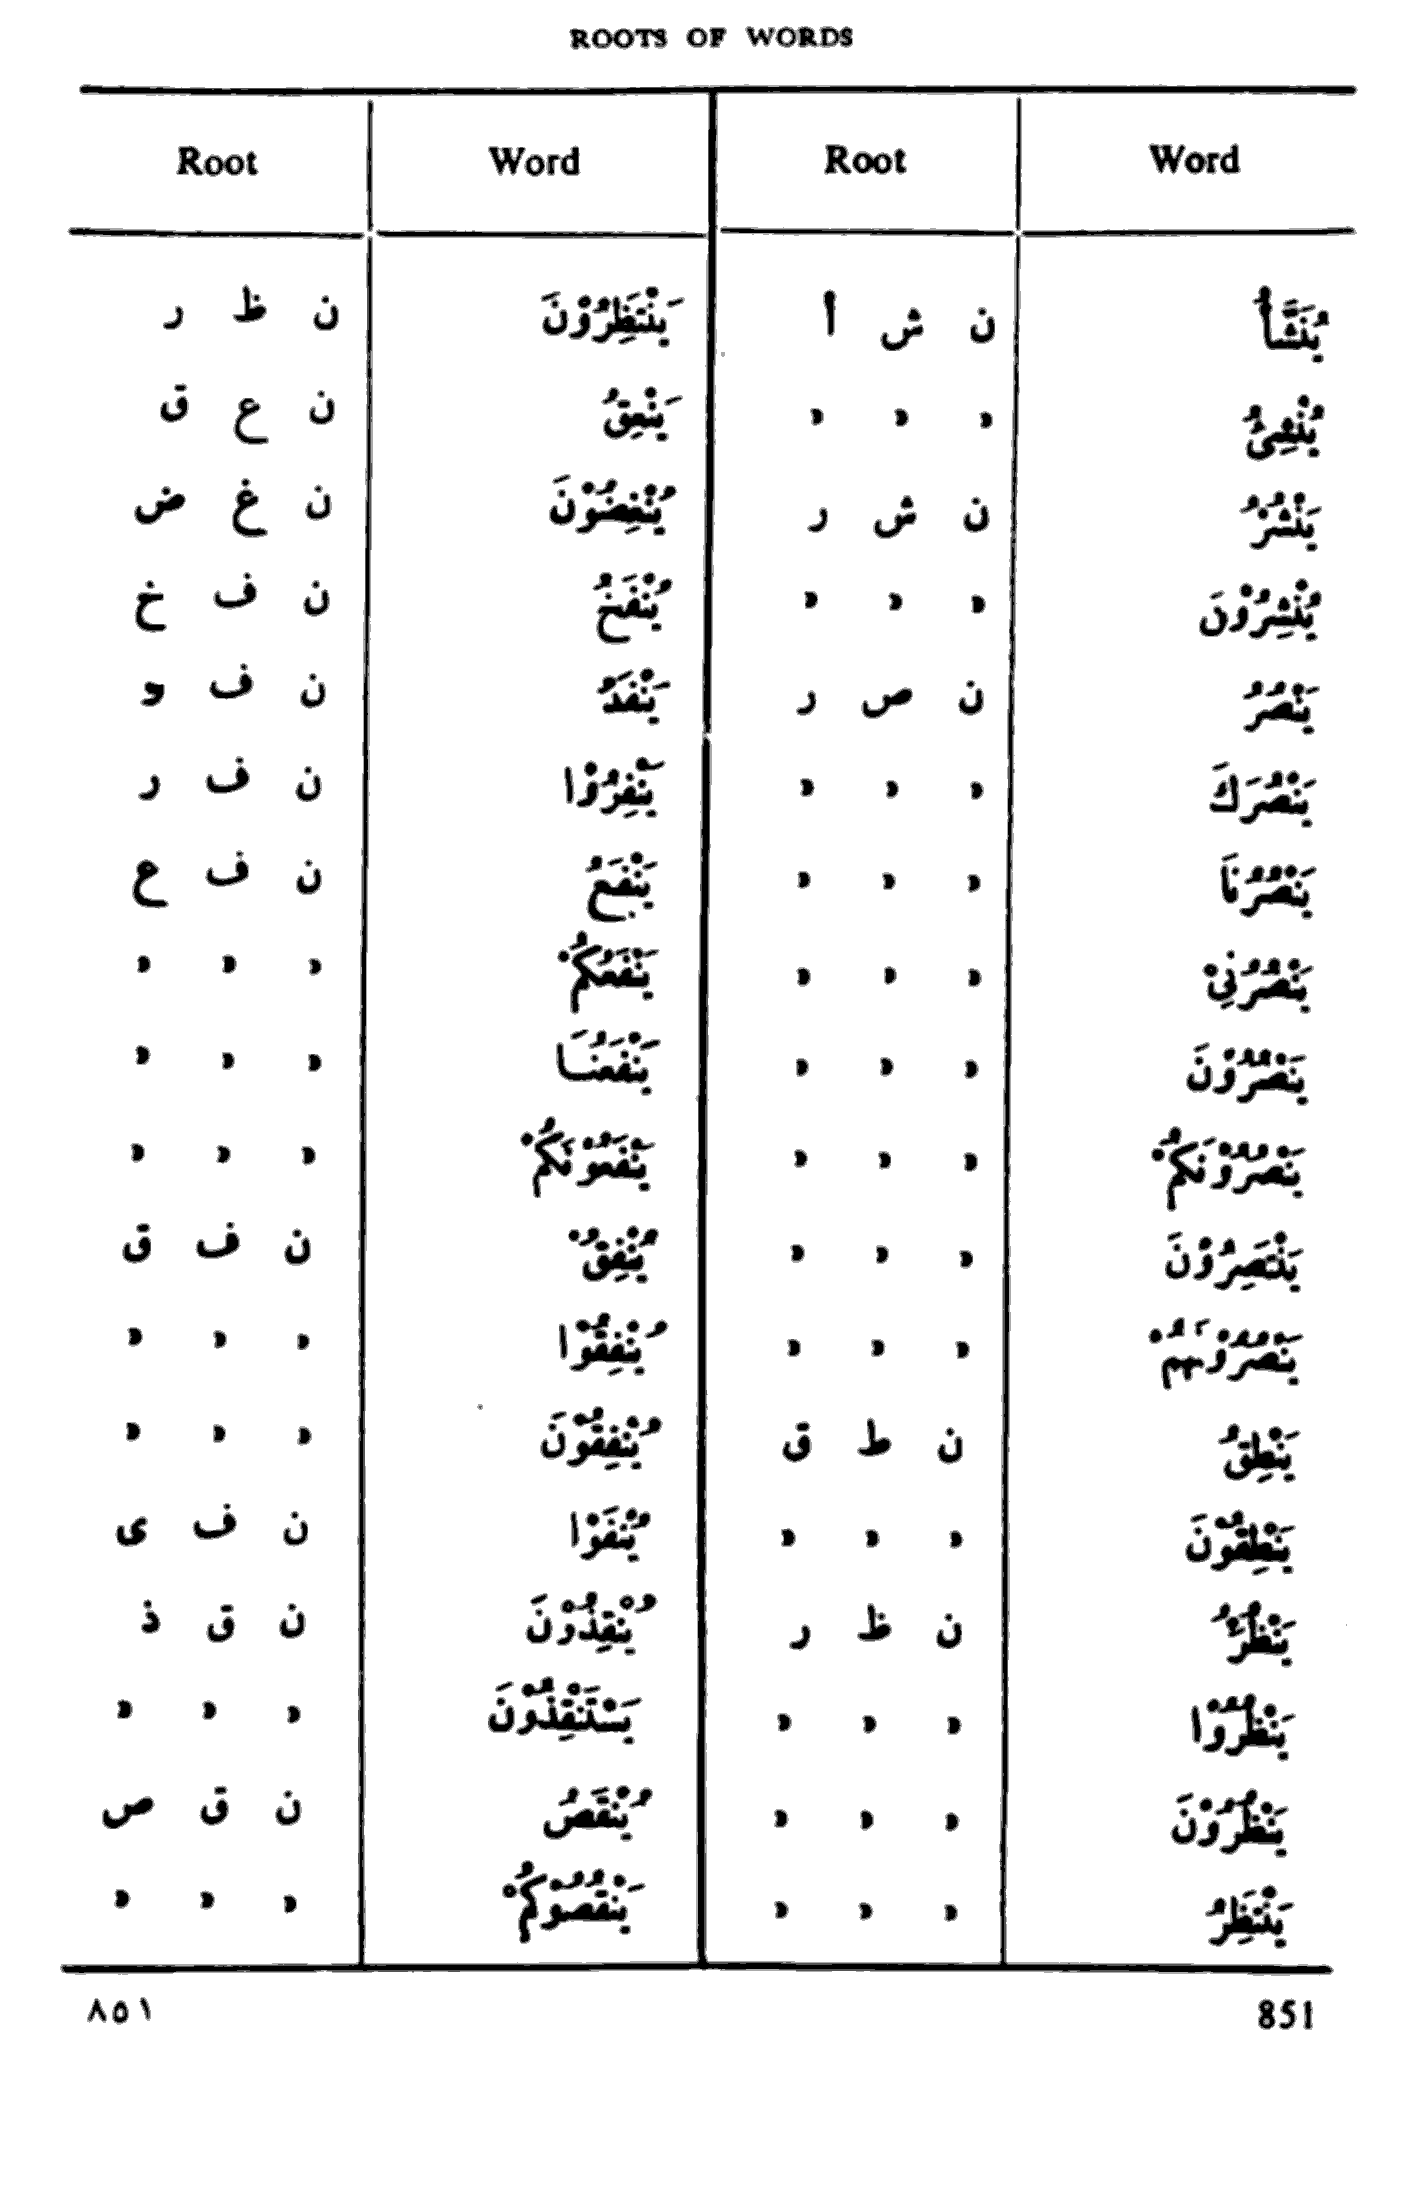 ROOTS OF WORDS
Root Word Root Word
يُنَشَّأُ ن ش أ
يُنْشِئُ » » »
يَنْشُرُ ن ش ر
يُنْشِرُوْنَ » » »
يَنْصُرُ ن ص ر
يَنْصُرَكَ » » »
يَنْصُرُنَا » » »
يَنْصُرُنِىْ » » »
يَنْصُرُوْنَ » » »
يَنْصُرُوْنَكُمْ » » »
يَنْتَصِرُوْنَ » » »
يَنْصُرُوْنَهُمْ » » »
يَنْطِقُ ن ط ق
يَنْطِقُوْنَ » » »
يَنْظُرُ ن ظ ر
يَنْظُرُوْا » » »
يَنْظُرُوْنَ » » »
يَنْتَظِرُ » » »
يَنْتَظِرُوْنَ ن ظ ر
يَنْعِقُ ن ع ق
يُنْغِضُوْنَ ن غ ض
يُنْفَخُ ن ف خ
يَنْفَدُ ن ف د
يَنْفِرُوْا ن ف ر
يَنْفَعُ ن ف ع
يَنْفَعُكُمْ » » »
يَنْفَعُنَا » » »
يَنْفَعُوْنَكُمْ » » »
يُنْفِقُ ن ف ق
يُنْفِقُوْا » » »
يُنْفِقُوْنَ » » »
يُنْفَوْا ن ف ى
يُنْقِذُوْنَ ن ق ذ
يَسْتَنْقِذُوْنَ » » »
يُنْقَصُ ن ق ص
يَنْقُصُوْكُمْ » » »
٨٥١ 851